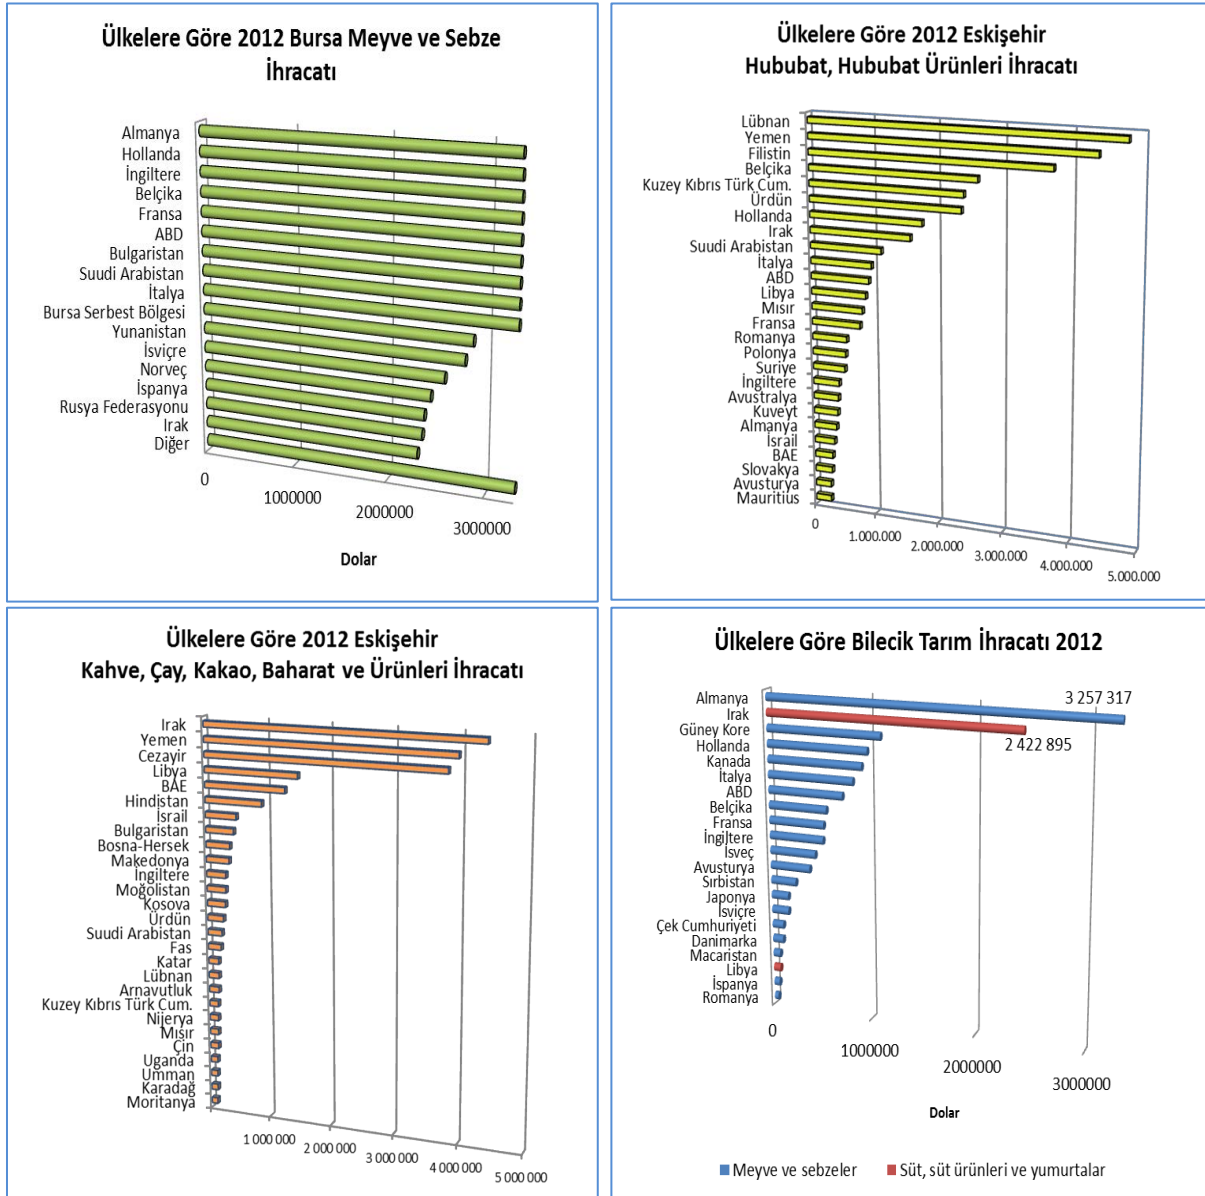 Ülkelere Göre 2012 Bursa Meyve ve Sebze
İhracatı
Almanya
Hollanda
İngiltere
Belçika
Fransa
ABD
Bulgaristan
Suudi Arabistan
İtalya
Bursa Serbest Bölgesi
Yunanistan
İsviçre
Norveç
İspanya
Rusya Federasyonu
Irak
Diğer
0
1000000
2000000
3000000
Dolar
Ülkelere Göre 2012 Eskişehir
Hububat, Hububat Ürünleri İhracatı
Lübnan
Yemen
Filistin
Belçika
Kuzey Kıbrıs Türk Cum.
Ürdün
Hollanda
Irak
Suudi Arabistan
İtalya
ABD
Libya
Mısır
Fransa
Romanya
Polonya
Suriye
İngiltere
Avustralya
Kuveyt
Almanya
İsrail
BAE
Slovakya
Avusturya
Mauritius
0
1.000.000
2.000.000
3.000.000
4.000.000
5.000.000
Ülkelere Göre 2012 Eskişehir
Kahve, Çay, Kakao, Baharat ve Ürünleri İhracatı
Irak
Yemen
Cezayir
Libya
BAE
Hindistan
İsrail
Bulgaristan
Bosna-Hersek
Makedonya
İngiltere
Moğolistan
Kosova
Ürdün
Suudi Arabistan
Fas
Katar
Lübnan
Arnavutluk
Kuzey Kıbrıs Türk Cum.
Nijerya
Mısır
Çin
Uganda
Umman
Karadağ
Moritanya
1 000 000
2 000 000
3 000 000
4 000 000
5 000 000
Ülkelere Göre Bilecik Tarım İhracatı 2012
Almanya
3 257 317
Irak
2 422 895
Güney Kore
Hollanda
Kanada
İtalya
ABD
Belçika
Fransa
İngiltere
İsveç
Avusturya
Sırbistan
Japonya
İsviçre
Çek Cumhuriyeti
Danimarka
Macaristan
Libya
İspanya
Romanya
0
1000000
2000000
3000000
Dolar
Meyve ve sebzeler
Süt, süt ürünleri ve yumurtalar